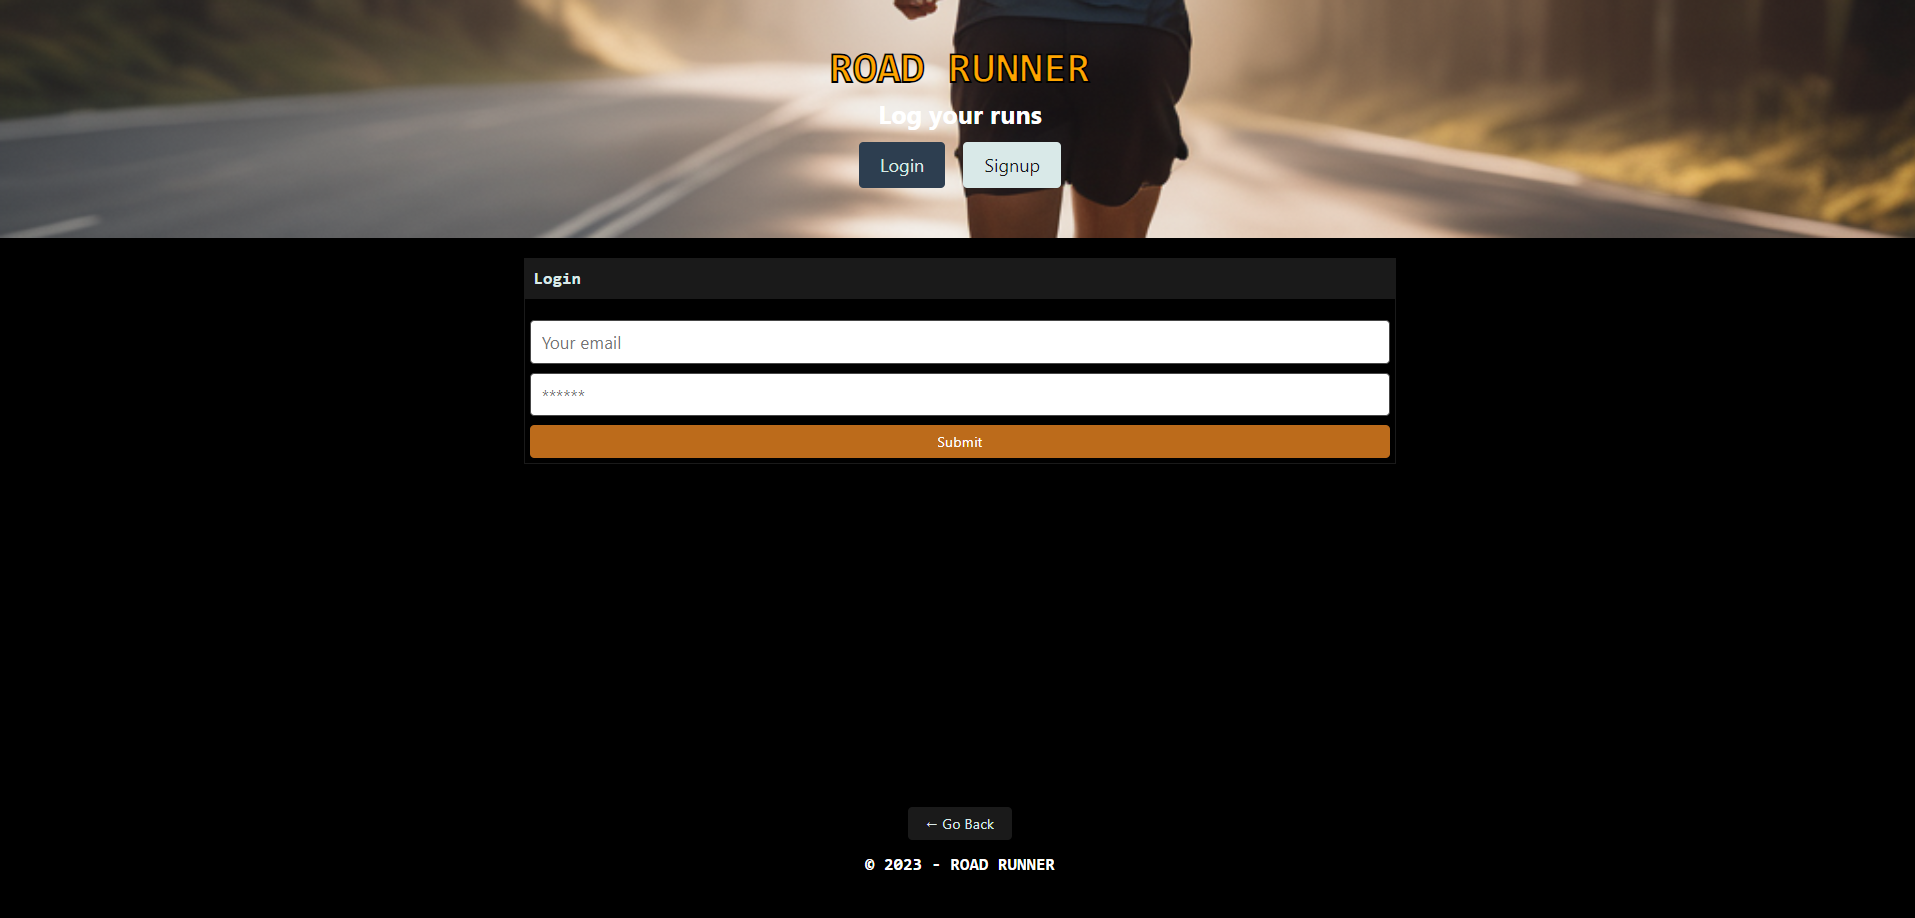 ROAD RUNNER
Log your runs
Login Signup
Login
Your email
******
Submit
← Go Back
© 2023 - ROAD RUNNER